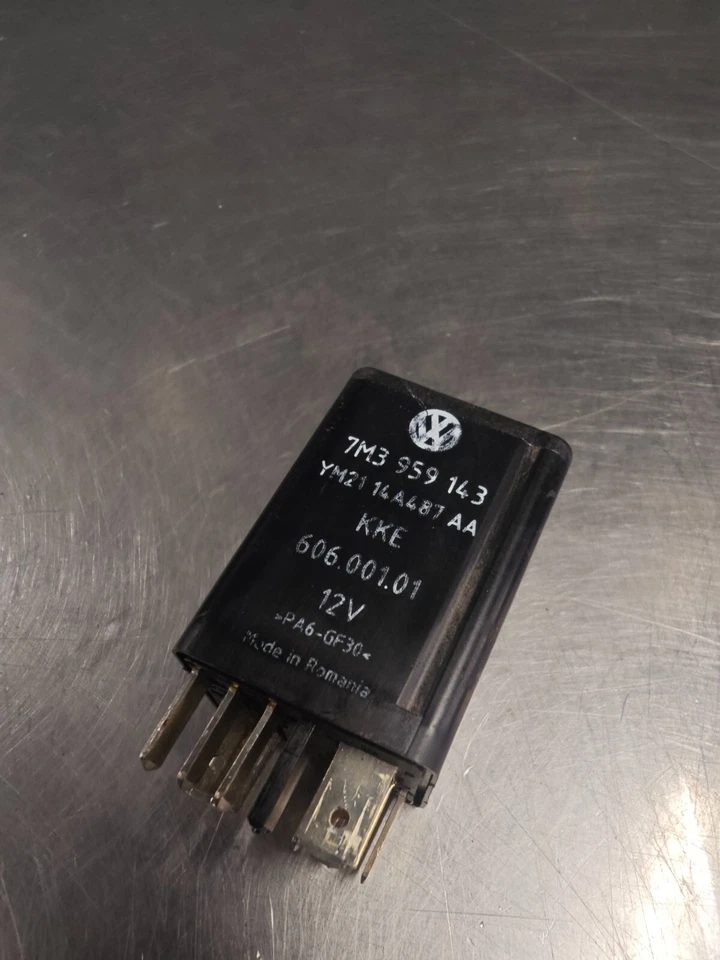 7M3 959 143
YM21 14A487 AA
KKE
606.001.01
12V
>PA6-GF30<
Made in Romania